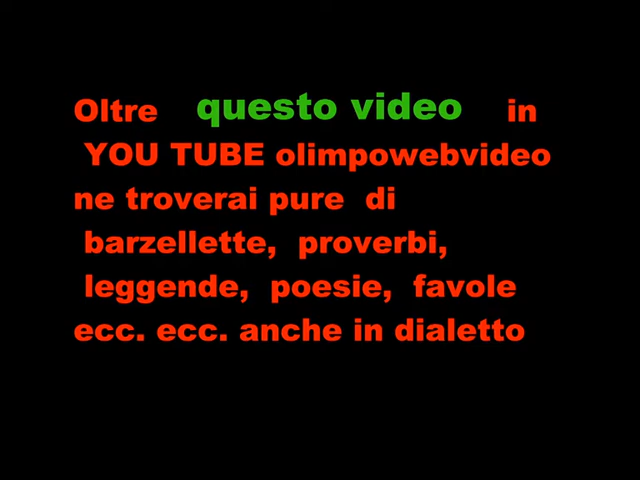 Oltre questo video in
YOU TUBE olimpowebvideo
ne troverai pure di
barzellette, proverbi,
leggende, poesie, favole
ecc. ecc. anche in dialetto